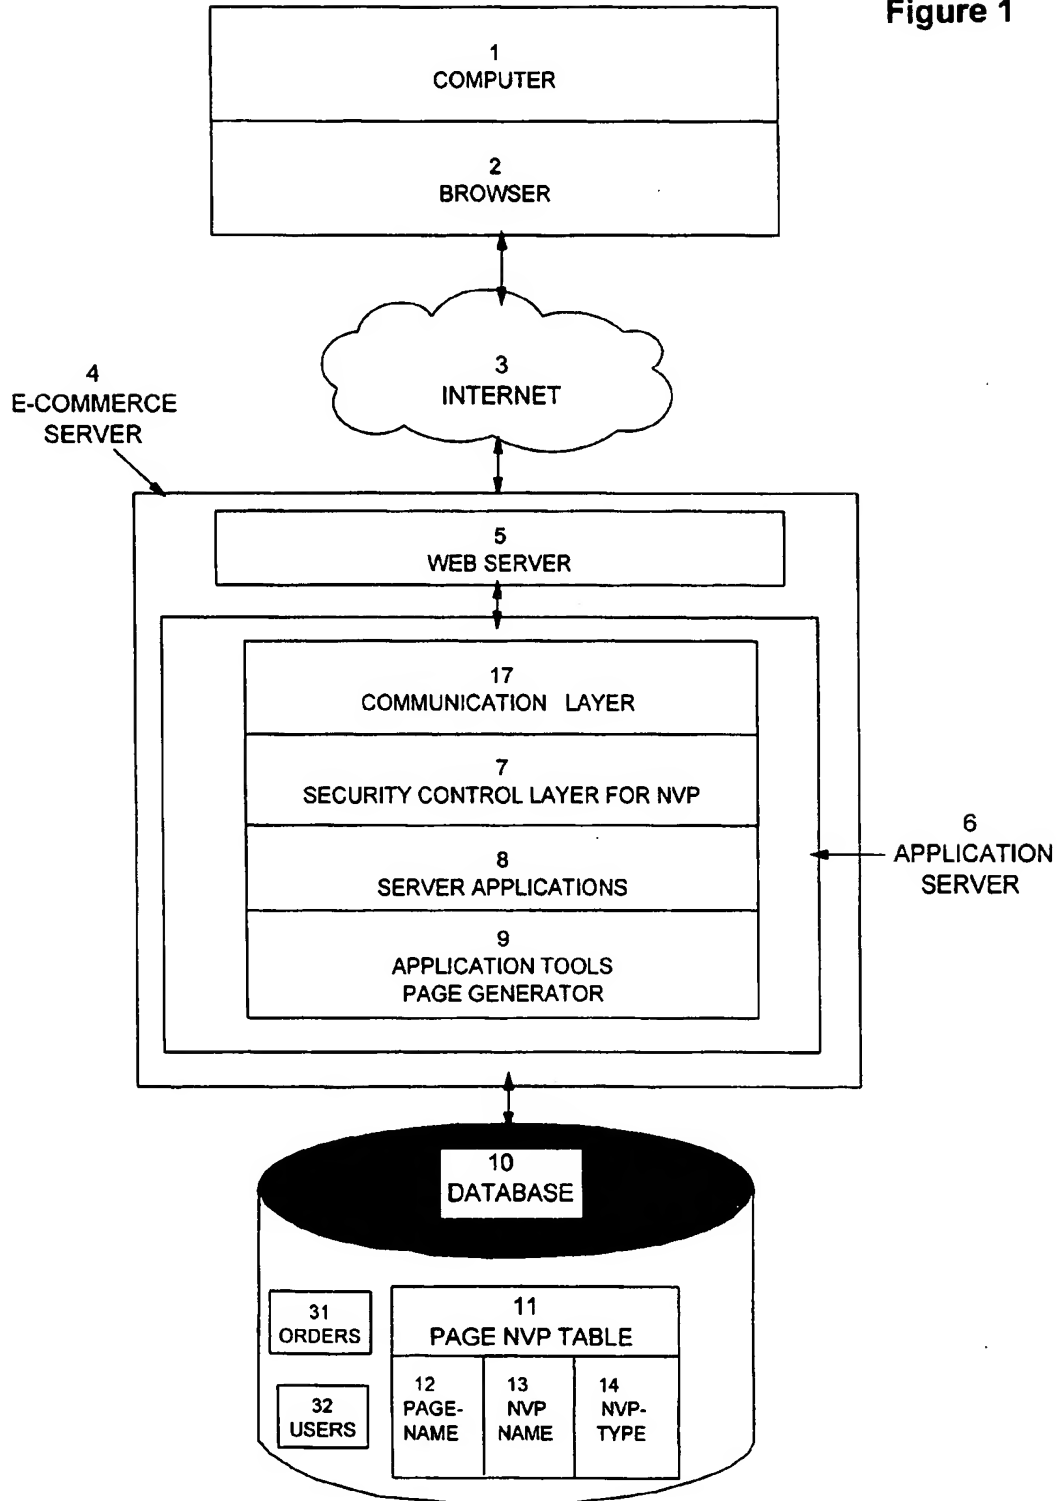 Figure 1
1
COMPUTER
2
BROWSER
3
INTERNET
4
E-COMMERCE
SERVER
5
WEB SERVER
17
COMMUNICATION LAYER
7
SECURITY CONTROL LAYER FOR NVP
6
APPLICATION
SERVER
8
SERVER APPLICATIONS
9
APPLICATION TOOLS
PAGE GENERATOR
10
DATABASE
31
ORDERS
11
PAGE NVP TABLE
32
USERS
12
PAGE-
NAME
13
NVP
NAME
14
NVP-
TYPE